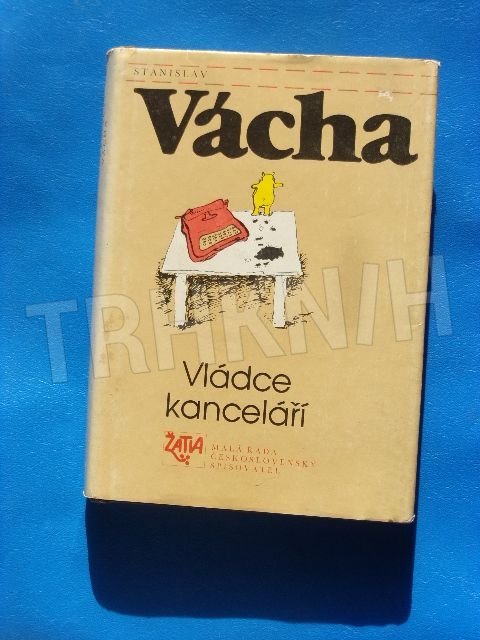 STANISLAV
Vácha
TRHKNIH
Vládce
kanceláří
ŽATVA
MALÁ ŘADA
ČESKOSLOVENSKÝ
SPISOVATEL